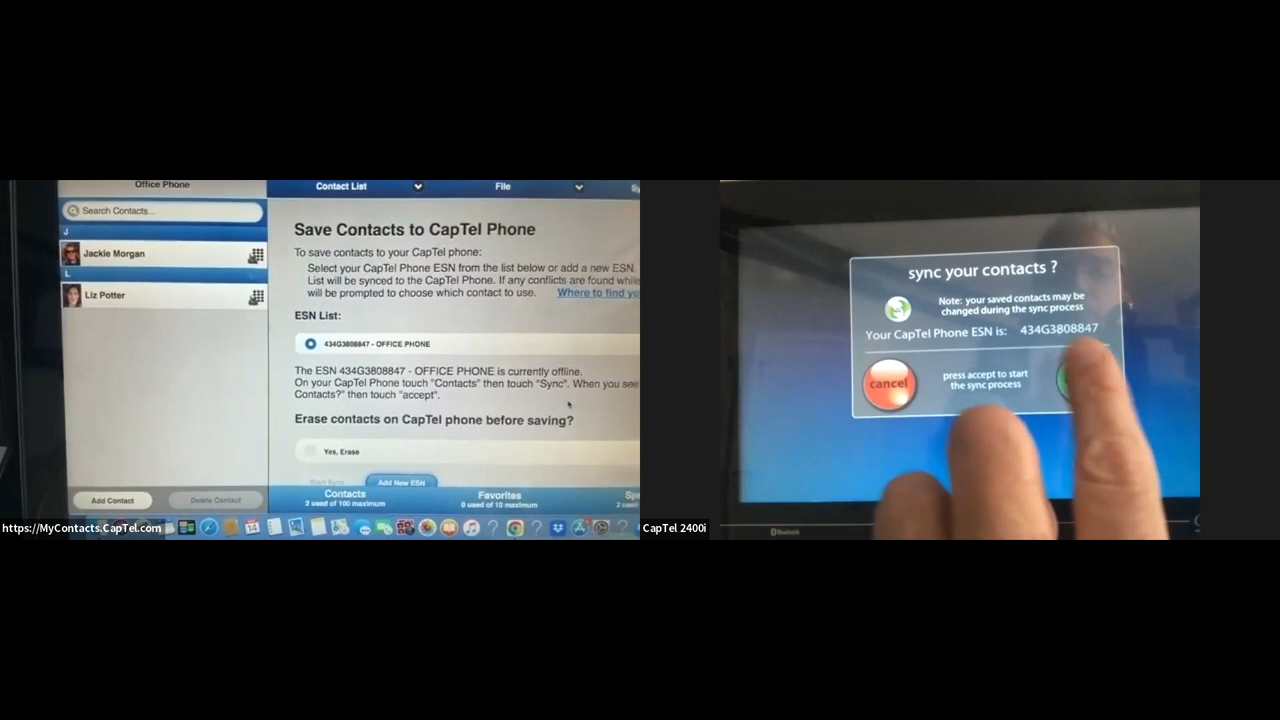 Office Phone
Search Contacts...
J
Jackie Morgan
L
Liz Potter
Add Contact
Delete Contact
Contact List
File
Save Contacts to CapTel Phone
To save contacts to your CapTel phone:
Select your CapTel Phone ESN from the list below or add a new ESN.
List will be synced to the CapTel Phone. If any conflicts are found while
will be prompted to choose which contact to use. Where to find
ESN List:
434G3808847 - OFFICE PHONE
The ESN 434G3808847 - OFFICE PHONE is currently offline.
On your CapTel Phone touch "Contacts" then touch "Sync". When you see
Contacts?" then touch "accept".
Erase contacts on CapTel phone before saving?
Yes, Erase
Start Sync
Add New ESN
Contacts
2 used of 100 maximum
Favorites
0 used of 10 maximum
https://MyContacts.CapTel.com
sync your contacts ?
Note: your saved contacts may be
changed during the sync process
Your CapTel Phone ESN is: 434G3808847
cancel
press accept to start
the sync process
Bluetooth
CapTel 2400i